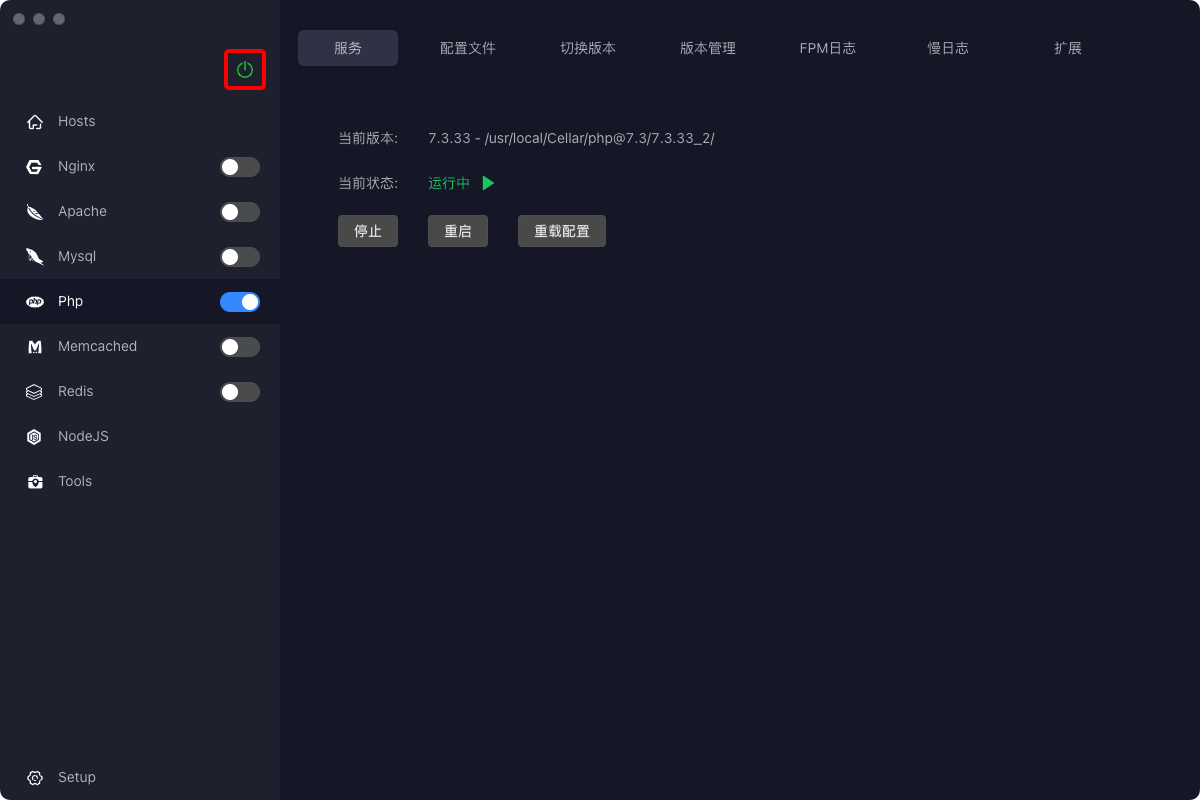 服务 配置文件 切换版本 版本管理 FPM日志 慢日志 扩展
Hosts
Nginx
Apache
Mysql
php
Php
Memcached
Redis
NodeJS
Tools
Setup
当前版本: 7.3.33 - /usr/local/Cellar/php@7.3/7.3.33_2/
当前状态: 运行中
停止 重启 重载配置